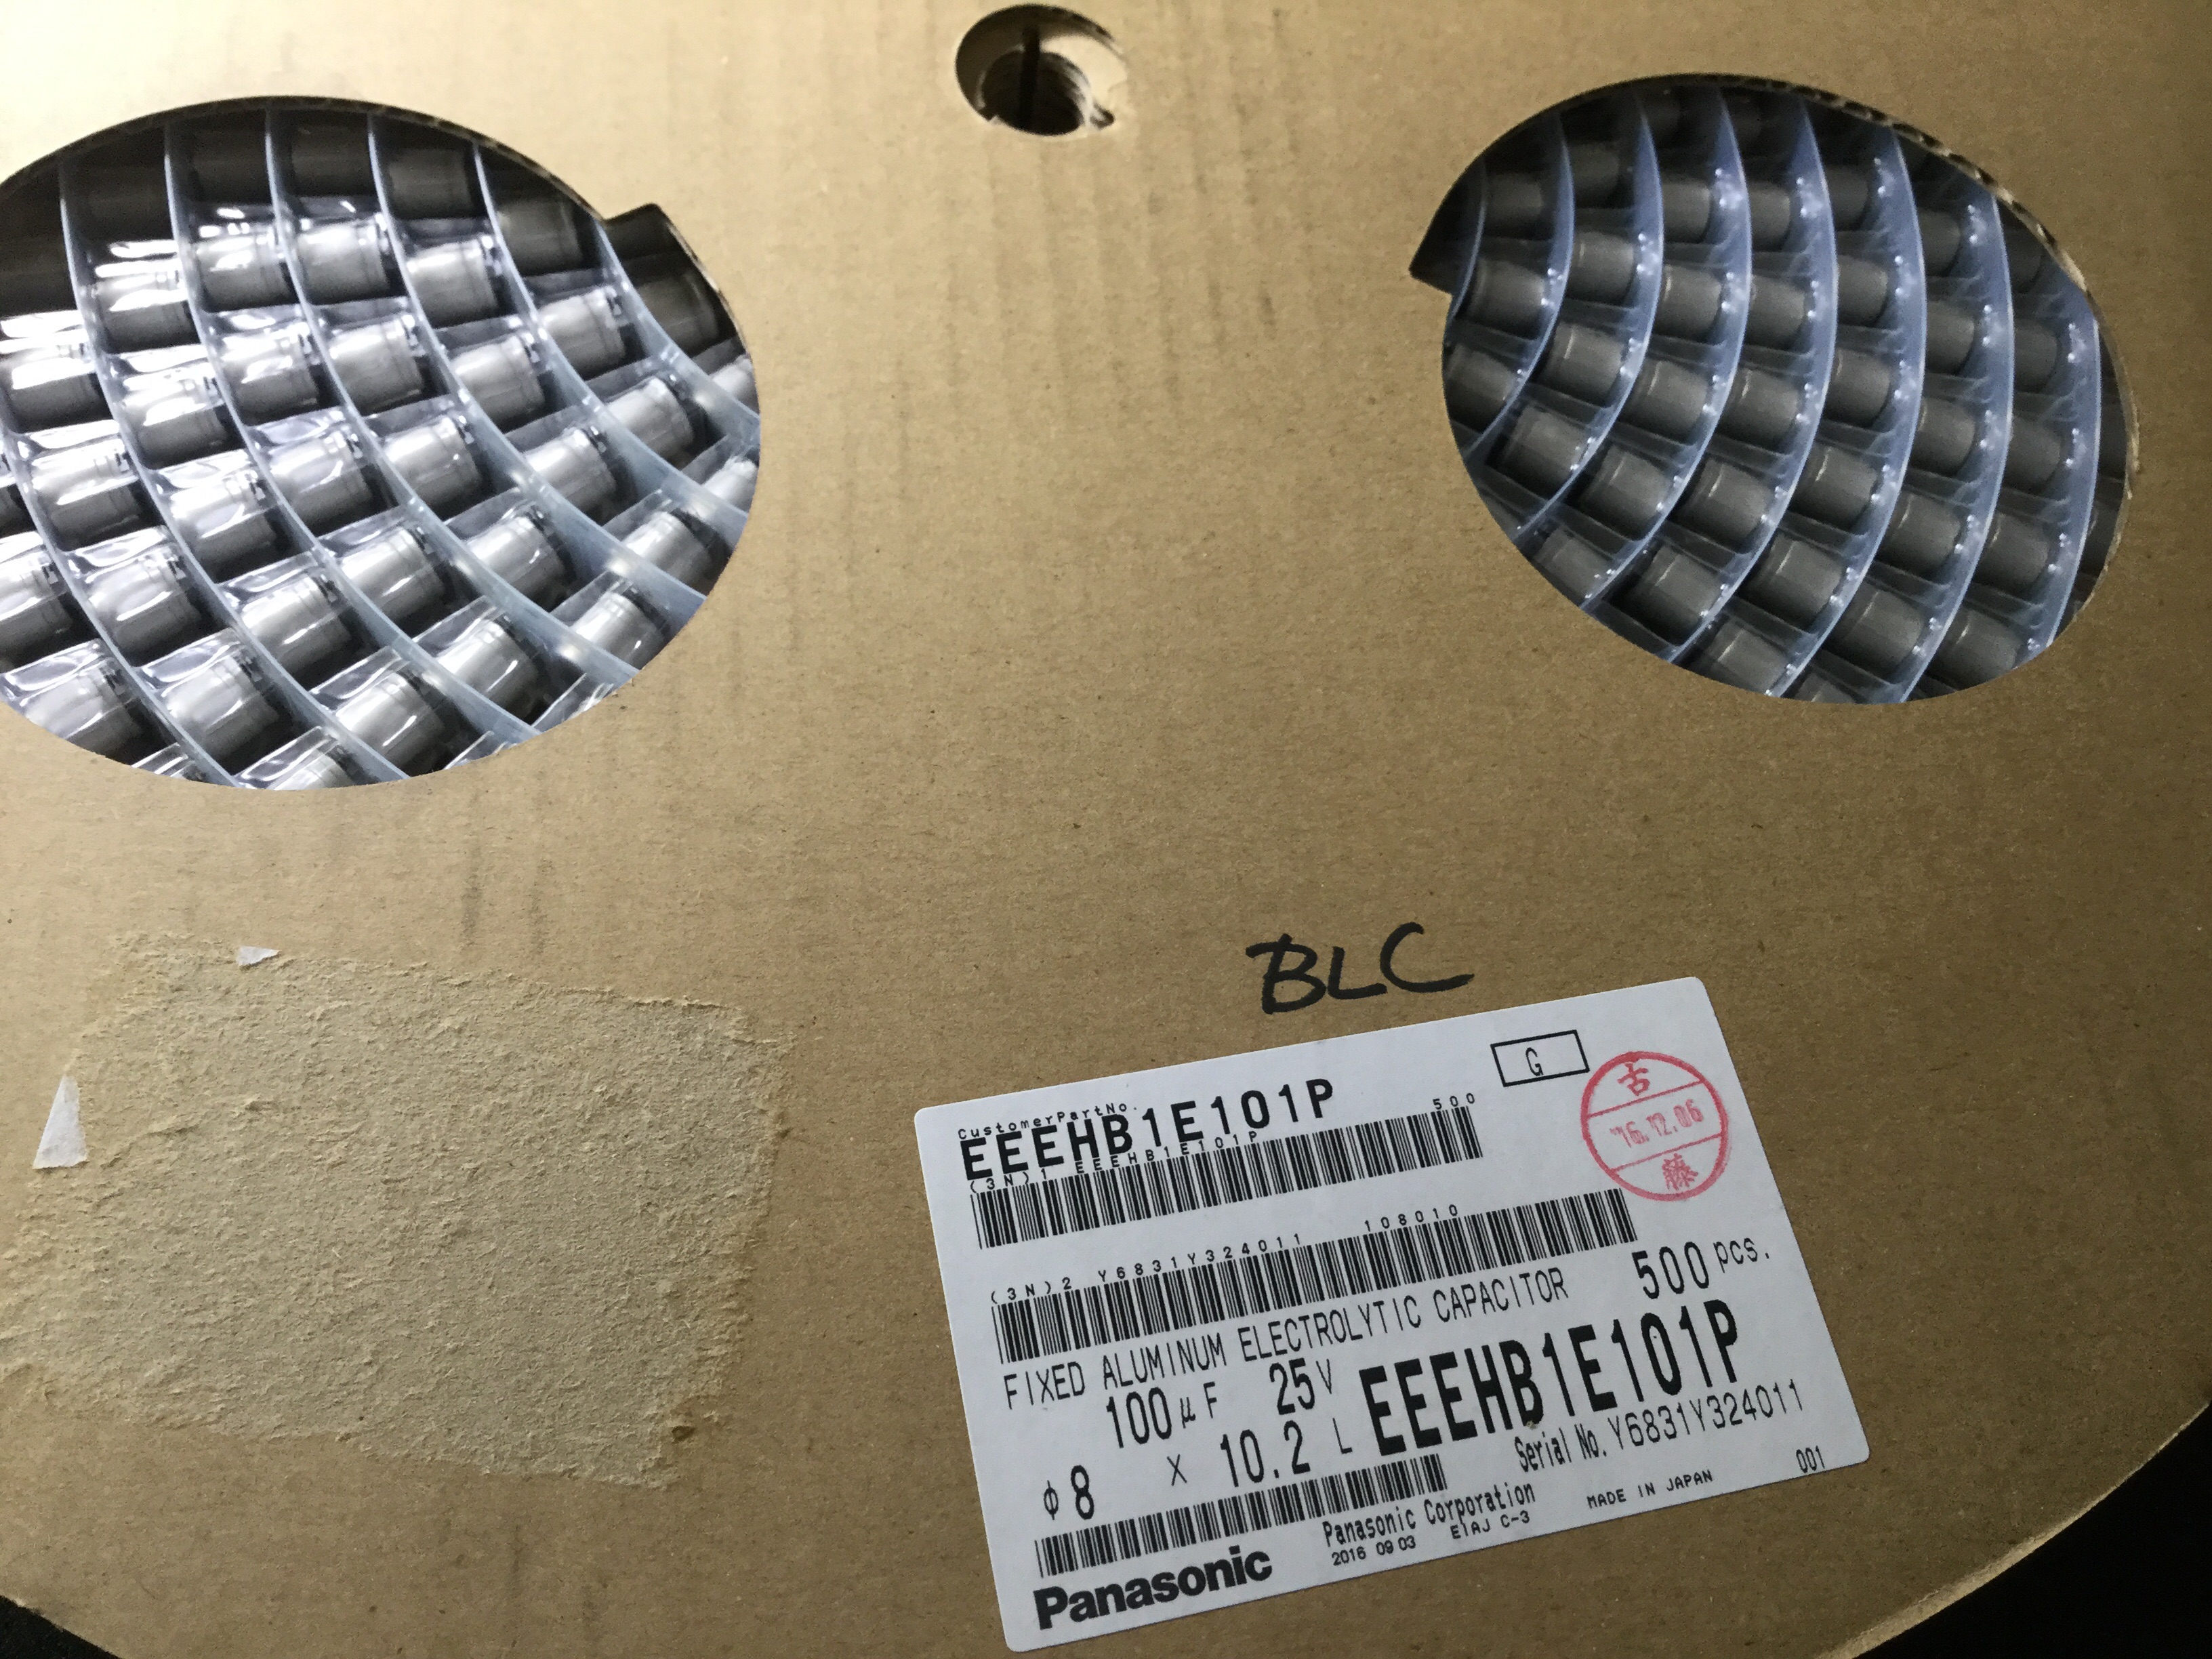 BLC
G
CustomerPartNo.
EEEHB1E101P
500
(3N)1 EEEHB1E101P
古
'16.12.06
藤
(3N)2 Y6831Y324011 108010
FIXED ALUMINUM ELECTROLYTIC CAPACITOR
500 pcs.
100μF 25V EEEHB1E101P
φ8 x 10.2 L
Serial No. Y6831Y324011
Panasonic Corporation
MADE IN JAPAN
001
2016 09 03
EIAJ C-3
Panasonic